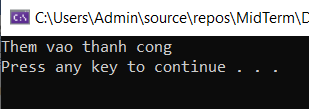 C:\Users\Admin\source\repos\MidTerm\
Them vao thanh cong
Press any key to continue . . .